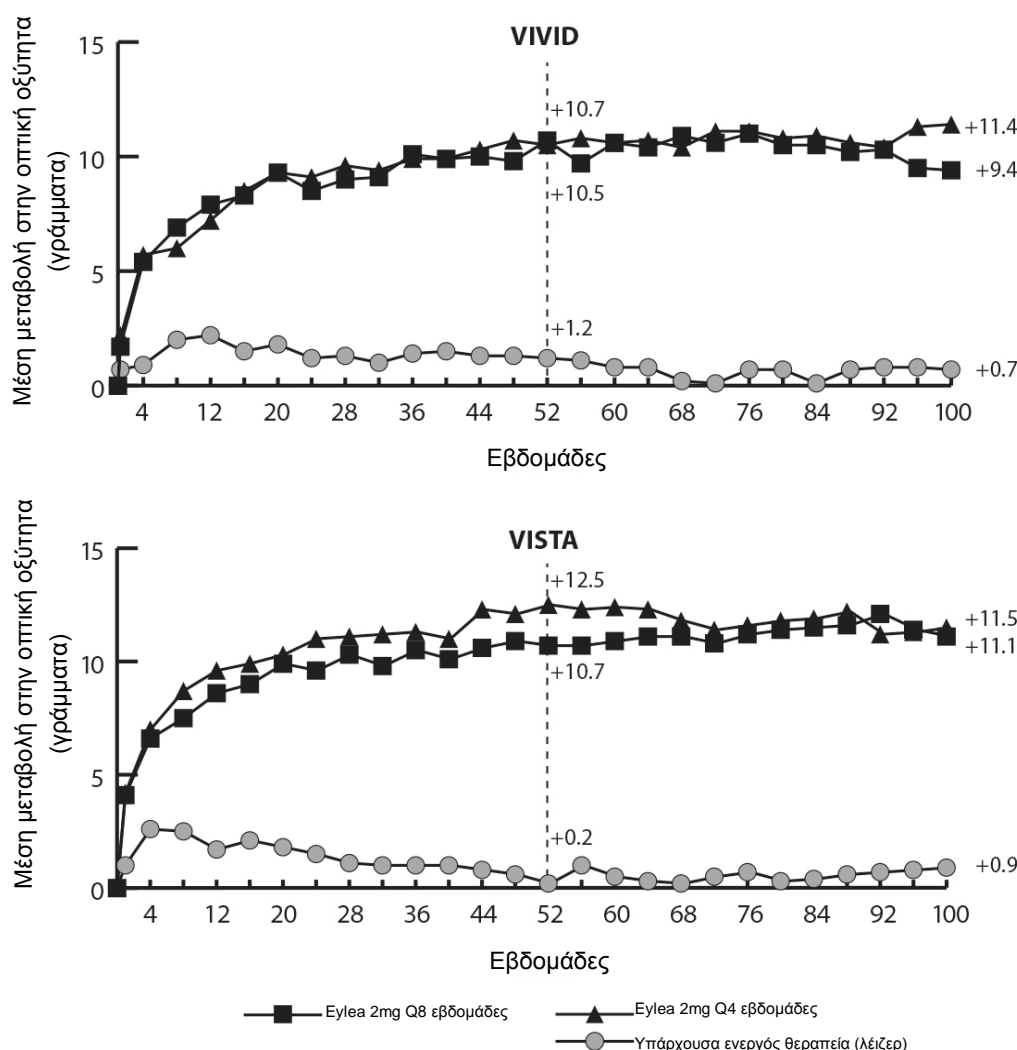 VIVID
Μέση μεταβολή στην οπτική οξύτητα
(γράμματα)
15
10
5
0
+10.7
+10.5
+1.2
+11.4
+9.4
+0.7
4 12 20 28 36 44 52 60 68 76 84 92 100
Εβδομάδες
VISTA
Μέση μεταβολή στην οπτική οξύτητα
(γράμματα)
15
10
5
0
+12.5
+10.7
+0.2
+11.5
+11.1
+0.9
4 12 20 28 36 44 52 60 68 76 84 92 100
Εβδομάδες
Eylea 2mg Q8 εβδομάδες
Eylea 2mg Q4 εβδομάδες
Υπάρχουσα ενεργός θεραπεία (λέιζερ)